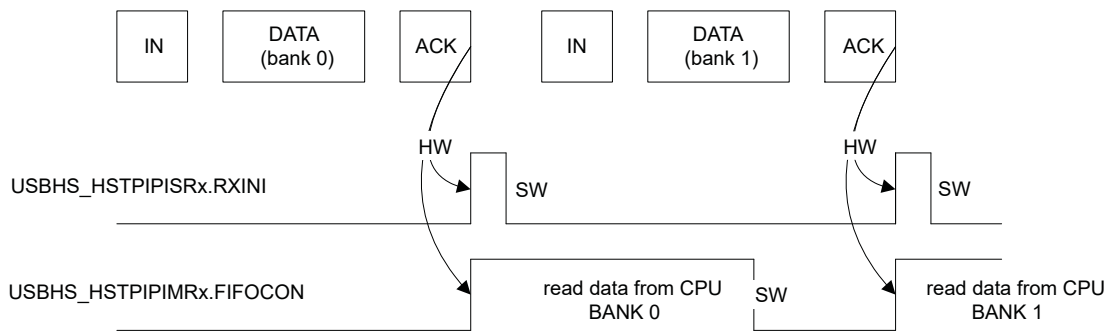 IN
DATA
(bank 0)
ACK
IN
DATA
(bank 1)
ACK
HW
HW
USBHS_HSTPIPISRx.RXINI
SW
SW
USBHS_HSTPIPIMRx.FIFOCON
read data from CPU
BANK 0
SW
read data from CPU
BANK 1